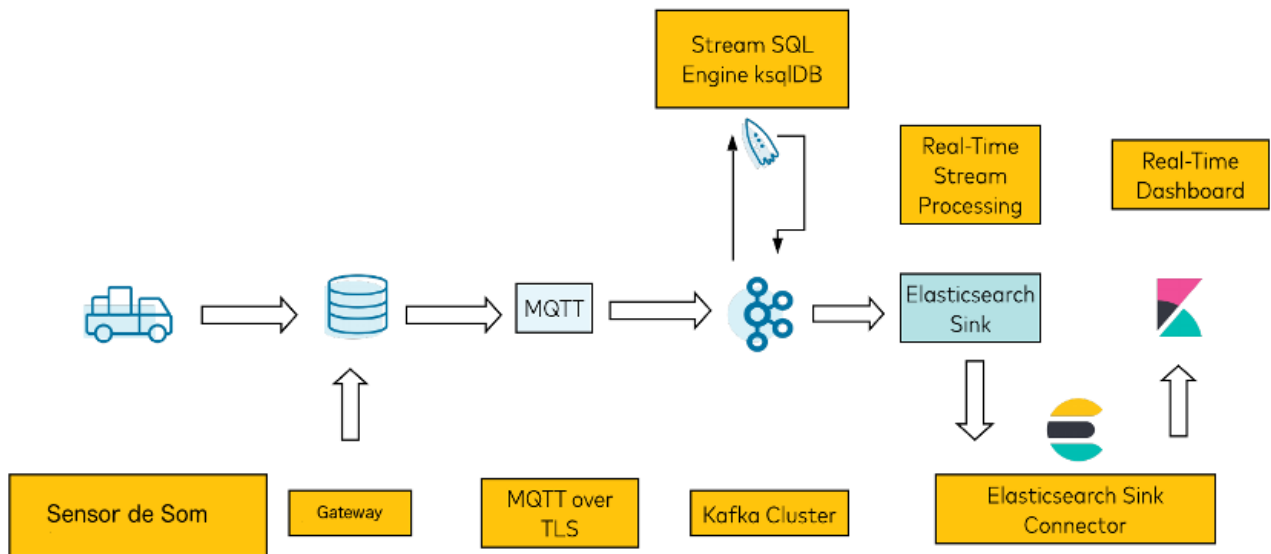 Stream SQL
Engine ksqlDB
Real-Time
Stream
Processing
Real-Time
Dashboard
MQTT
Elasticsearch
Sink
Sensor de Som
Gateway
MQTT over
TLS
Kafka Cluster
Elasticsearch Sink
Connector